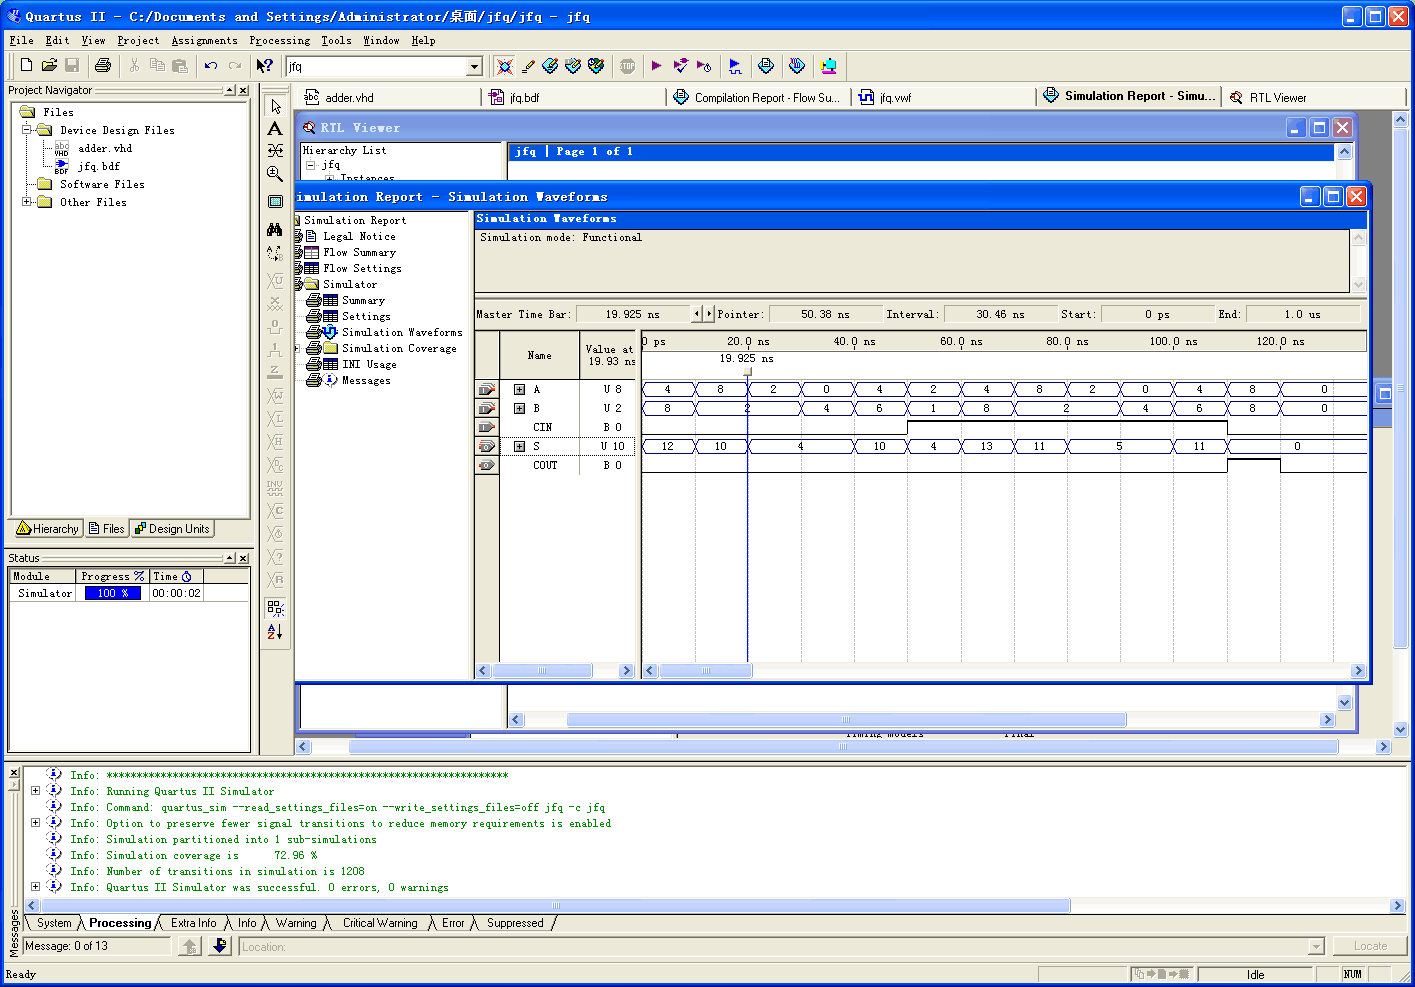 Quartus II - C:/Documents and Settings/Administrator/桌面/jfq/jfq - jfq
File Edit View Project Assignments Processing Tools Window Help
jfq
Project Navigator
Files
Device Design Files
adder.vhd
jfq.bdf
Software Files
Other Files
Hierarchy Files Design Units
Status
Module Progress % Time
Simulator 100 % 00:00:02
adder.vhd jfq.bdf Compilation Report - Flow Su... jfq.vwf Simulation Report - Simu... RTL Viewer
RTL Viewer
Hierarchy List
jfq
Instances
jfq | Page 1 of 1
imulation Report - Simulation Waveforms
Simulation Report
Legal Notice
Flow Summary
Flow Settings
Simulator
Summary
Settings
Simulation Waveforms
Simulation Coverage
INI Usage
Messages
Simulation Waveforms
Simulation mode: Functional
Master Time Bar: 19.925 ns Pointer: 50.38 ns Interval: 30.46 ns Start: 0 ps End: 1.0 us
Name Value at 19.93 ns
0 ps 20.0 ns 40.0 ns 60.0 ns 80.0 ns 100.0 ns 120.0 ns
19.925 ns
A U 8 4 8 2 0 4 2 4 8 2 0 4 8 0
B U 2 8 2 4 6 1 8 2 4 6 8 0
CIN B 0
S U 10 12 10 4 10 4 13 11 5 11 0
COUT B 0
Timing Models Final
Info: *******************************************************************
Info: Running Quartus II Simulator
Info: Command: quartus_sim --read_settings_files=on --write_settings_files=off jfq -c jfq
Info: Option to preserve fewer signal transitions to reduce memory requirements is enabled
Info: Simulation partitioned into 1 sub-simulations
Info: Simulation coverage is 72.96 %
Info: Number of transitions in simulation is 1208
Info: Quartus II Simulator was successful. 0 errors, 0 warnings
System Processing Extra Info Info Warning Critical Warning Error Suppressed
Messages
Message: 0 of 13 Location: Locate
Ready Idle NUM